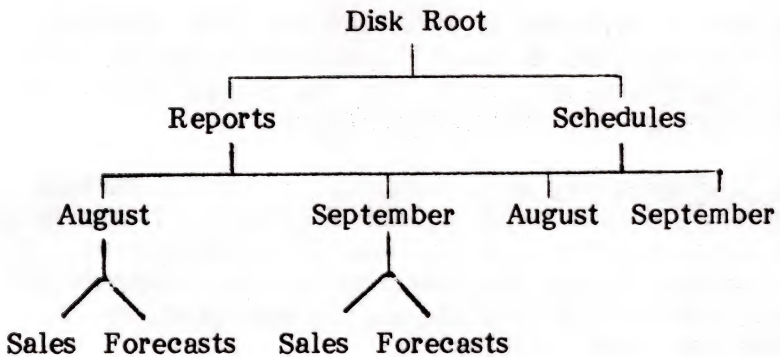 Disk Root
Reports Schedules
August September August September
Sales Forecasts Sales Forecasts